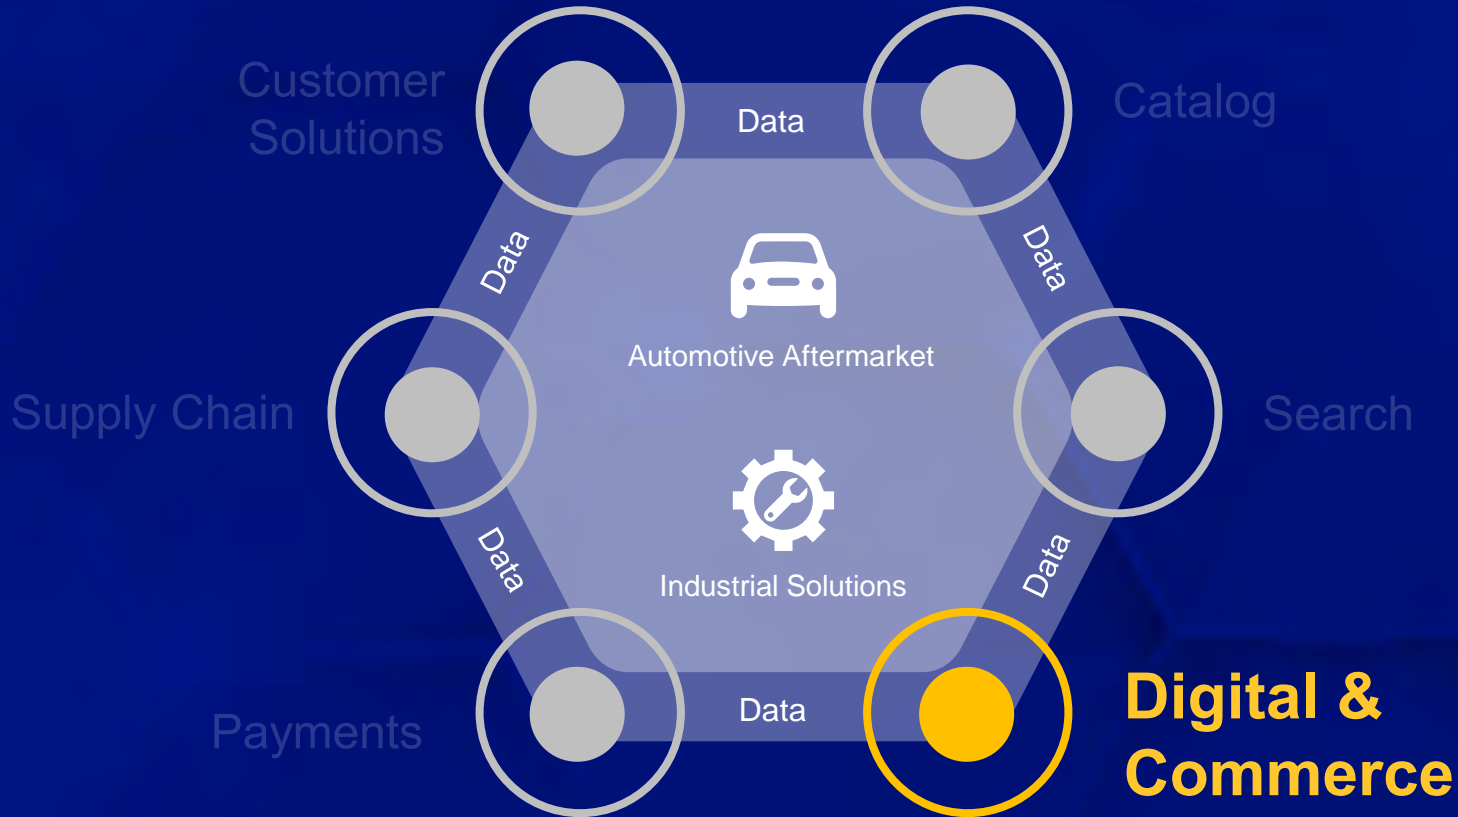 Customer
Solutions
Data
Catalog
Data
Data
Automotive Aftermarket
Supply Chain
Search
Industrial Solutions
Data
Data
Payments
Data
Digital &
Commerce